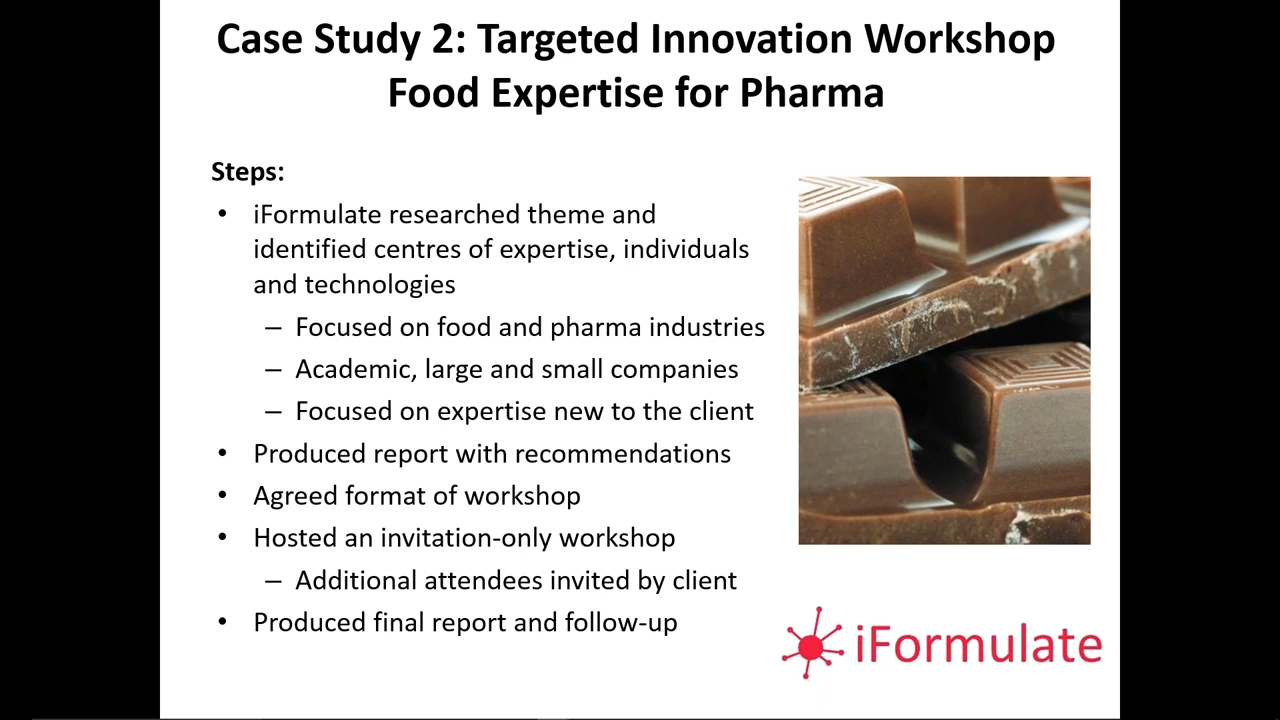 Case Study 2: Targeted Innovation Workshop
Food Expertise for Pharma
Steps:
• iFormulate researched theme and
identified centres of expertise, individuals
and technologies
– Focused on food and pharma industries
– Academic, large and small companies
– Focused on expertise new to the client
• Produced report with recommendations
• Agreed format of workshop
• Hosted an invitation-only workshop
– Additional attendees invited by client
• Produced final report and follow-up
iFormulate